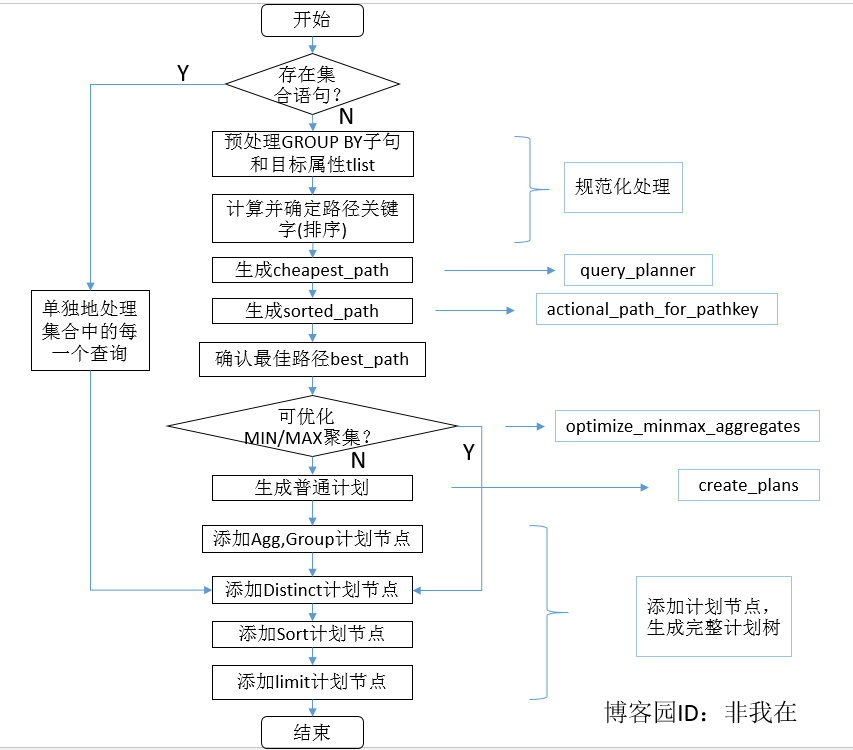 开始
存在集
合语句？
Y
N
预处理GROUP BY子句
和目标属性tlist
计算并确定路径关键
字(排序)
规范化处理
生成cheapest_path
query_planner
生成sorted_path
actional_path_for_pathkey
单独地处理
集合中的每
一个查询
确认最佳路径best_path
可优化
MIN/MAX聚集？
optimize_minmax_aggregates
Y
N
生成普通计划
create_plans
添加Agg,Group计划节点
添加Distinct计划节点
添加Sort计划节点
添加limit计划节点
添加计划节点，
生成完整计划树
结束
博客园ID：非我在